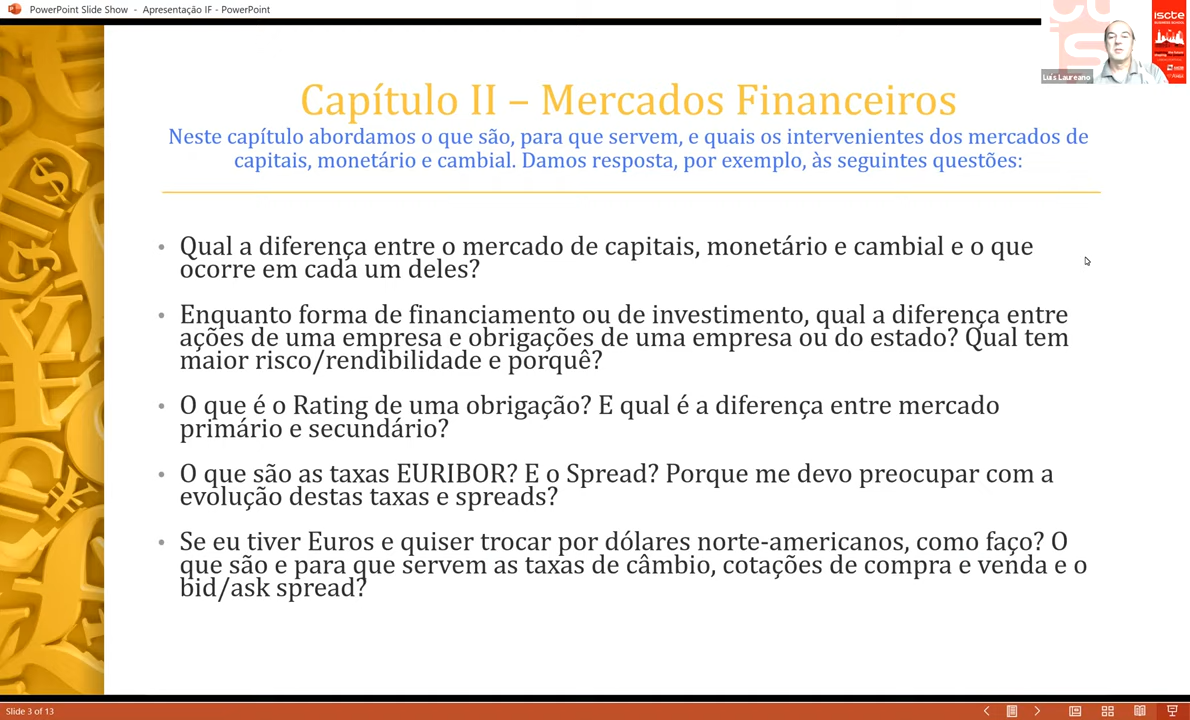 PowerPoint Slide Show - Apresentação IF - PowerPoint
iscte
Luís Laureano
Capítulo II – Mercados Financeiros
Neste capítulo abordamos o que são, para que servem, e quais os intervenientes dos mercados de
capitais, monetário e cambial. Damos resposta, por exemplo, às seguintes questões:
• Qual a diferença entre o mercado de capitais, monetário e cambial e o que
ocorre em cada um deles?
• Enquanto forma de financiamento ou de investimento, qual a diferença entre
ações de uma empresa e obrigações de uma empresa ou do estado? Qual tem
maior risco/rendibilidade e porquê?
• O que é o Rating de uma obrigação? E qual é a diferença entre mercado
primário e secundário?
• O que são as taxas EURIBOR? E o Spread? Porque me devo preocupar com a
evolução destas taxas e spreads?
• Se eu tiver Euros e quiser trocar por dólares norte-americanos, como faço? O
que são e para que servem as taxas de câmbio, cotações de compra e venda e o
bid/ask spread?
Slide 3 of 13